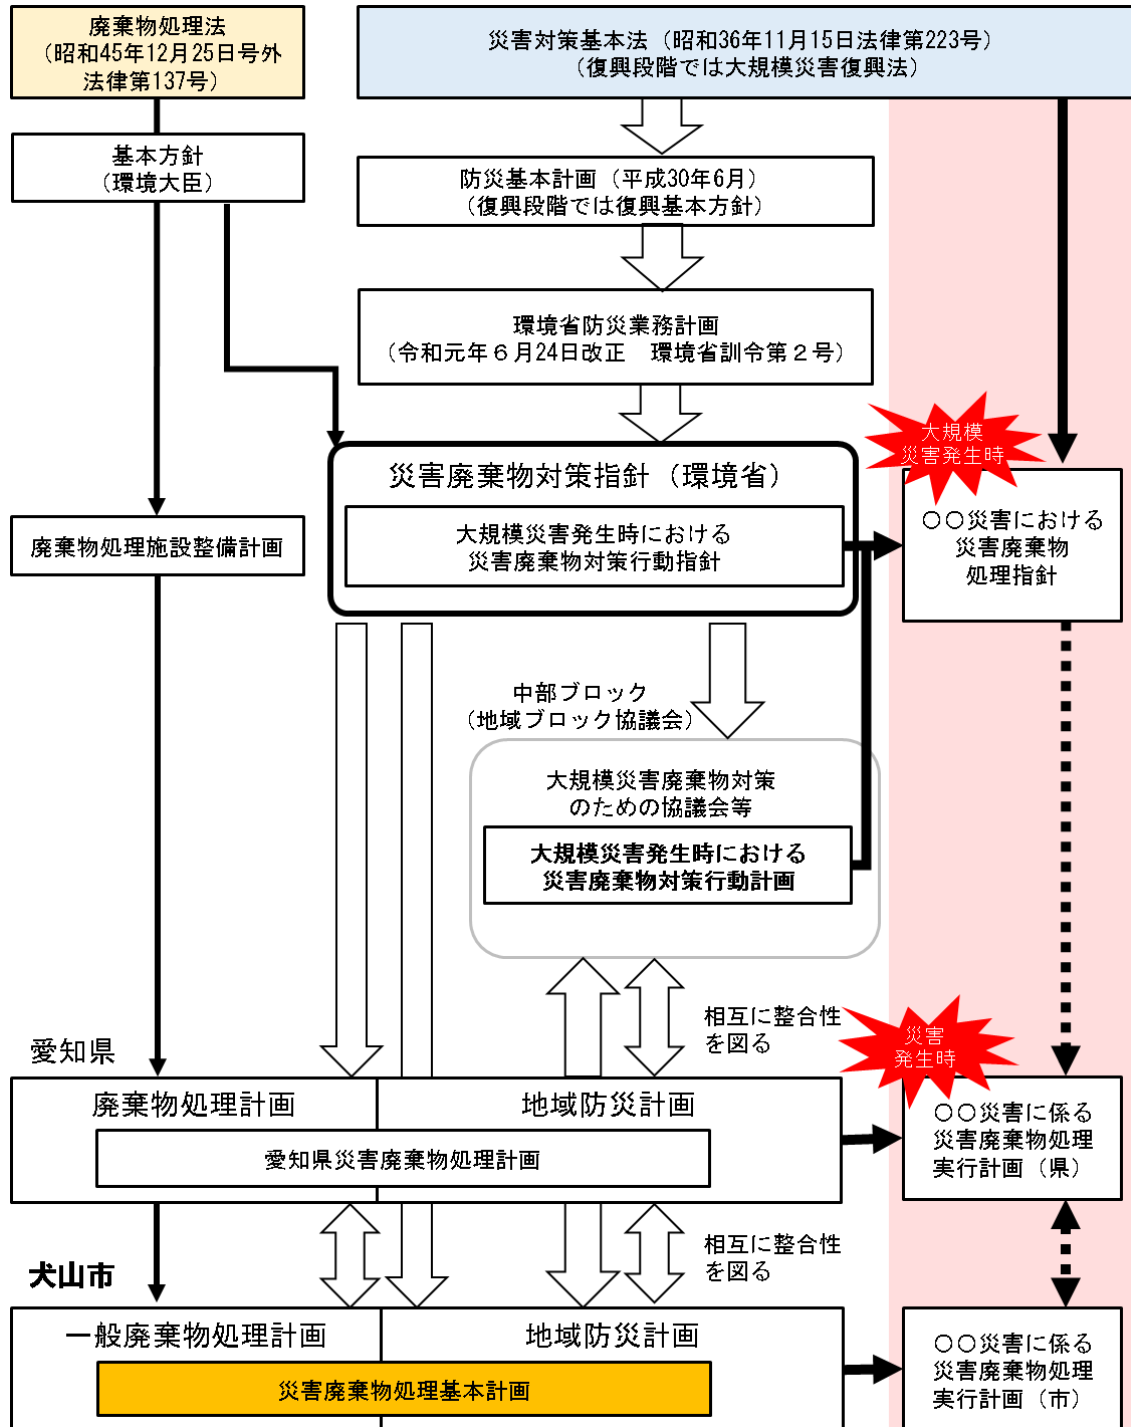 廃棄物処理法
（昭和45年12月25日号外
法律第137号）
災害対策基本法（昭和36年11月15日法律第223号）
（復興段階では大規模災害復興法）
基本方針
（環境大臣）
防災基本計画（平成30年6月）
（復興段階では復興基本方針）
環境省防災業務計画
（令和元年６月24日改正　環境省訓令第２号）
大規模
災害発生時
災害廃棄物対策指針（環境省）
大規模災害発生時における
災害廃棄物対策行動指針
〇〇災害における
災害廃棄物
処理指針
廃棄物処理施設整備計画
中部ブロック
（地域ブロック協議会）
大規模災害廃棄物対策
のための協議会等
大規模災害発生時における
災害廃棄物対策行動計画
相互に整合性
を図る
災害
発生時
愛知県
廃棄物処理計画
地域防災計画
愛知県災害廃棄物処理計画
〇〇災害に係る
災害廃棄物処理
実行計画（県）
相互に整合性
を図る
犬山市
一般廃棄物処理計画
地域防災計画
災害廃棄物処理基本計画
〇〇災害に係る
災害廃棄物処理
実行計画（市）